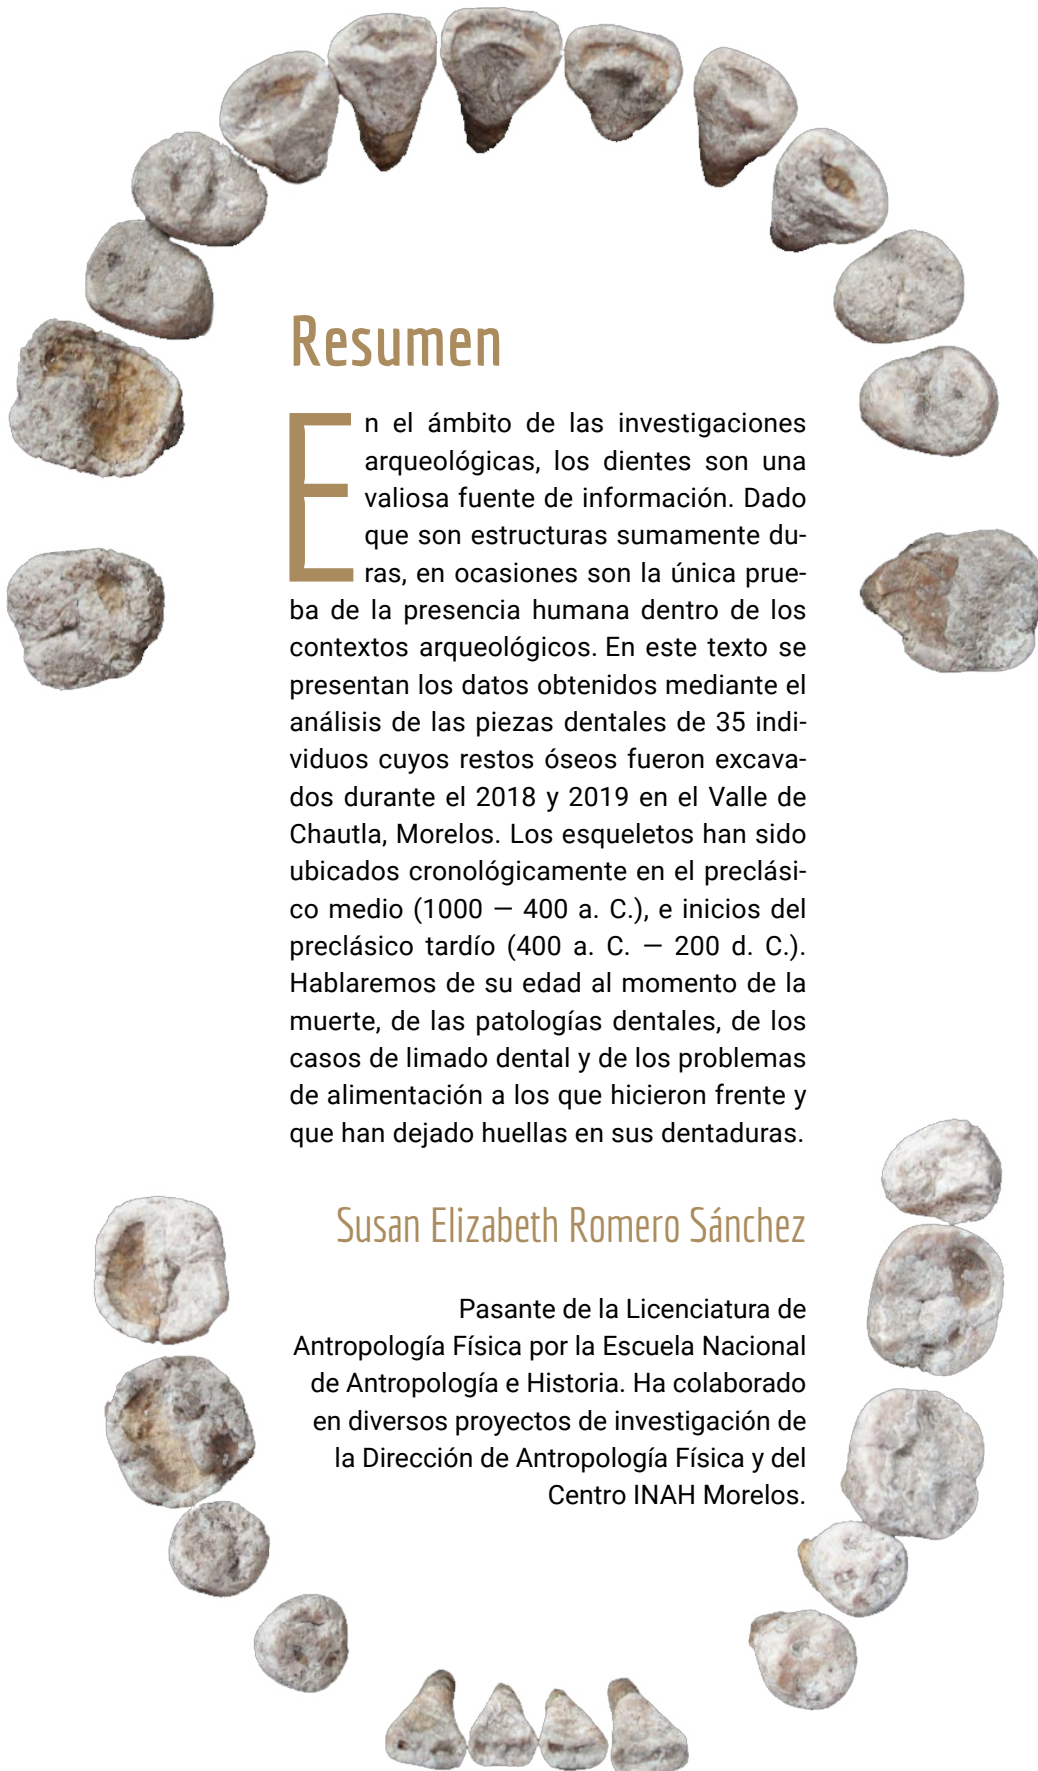 Resumen
En el ámbito de las investigaciones
arqueológicas, los dientes son una
valiosa fuente de información. Dado
que son estructuras sumamente du-
ras, en ocasiones son la única prue-
ba de la presencia humana dentro de los
contextos arqueológicos. En este texto se
presentan los datos obtenidos mediante el
análisis de las piezas dentales de 35 indi-
viduos cuyos restos óseos fueron excava-
dos durante el 2018 y 2019 en el Valle de
Chautla, Morelos. Los esqueletos han sido
ubicados cronológicamente en el preclási-
co medio (1000 — 400 a. C.), e inicios del
preclásico tardío (400 a. C. — 200 d. C.).
Hablaremos de su edad al momento de la
muerte, de las patologías dentales, de los
casos de limado dental y de los problemas
de alimentación a los que hicieron frente y
que han dejado huellas en sus dentaduras.
Susan Elizabeth Romero Sánchez
Pasante de la Licenciatura de
Antropología Física por la Escuela Nacional
de Antropología e Historia. Ha colaborado
en diversos proyectos de investigación de
la Dirección de Antropología Física y del
Centro INAH Morelos.